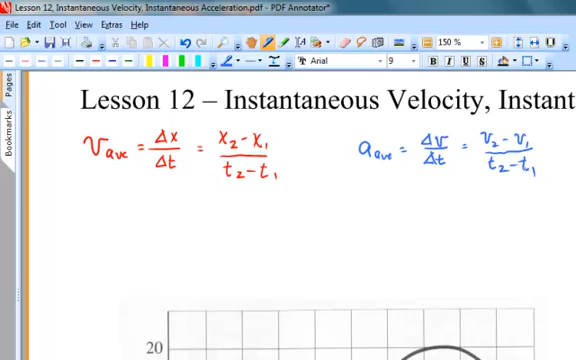 Lesson 12, Instantaneous Velocity, Instantaneous Acceleration.pdf - PDF Annotator
File Edit Tool View Extras Help
150 % Arial 9
B I U
Pages
Bookmarks
Lesson 12 – Instantaneous Velocity, Instant
V_ave = Δx/Δt = (x₂ - x₁)/(t₂ - t₁)
a_ave = Δv/Δt = (v₂ - v₁)/(t₂ - t₁)
20